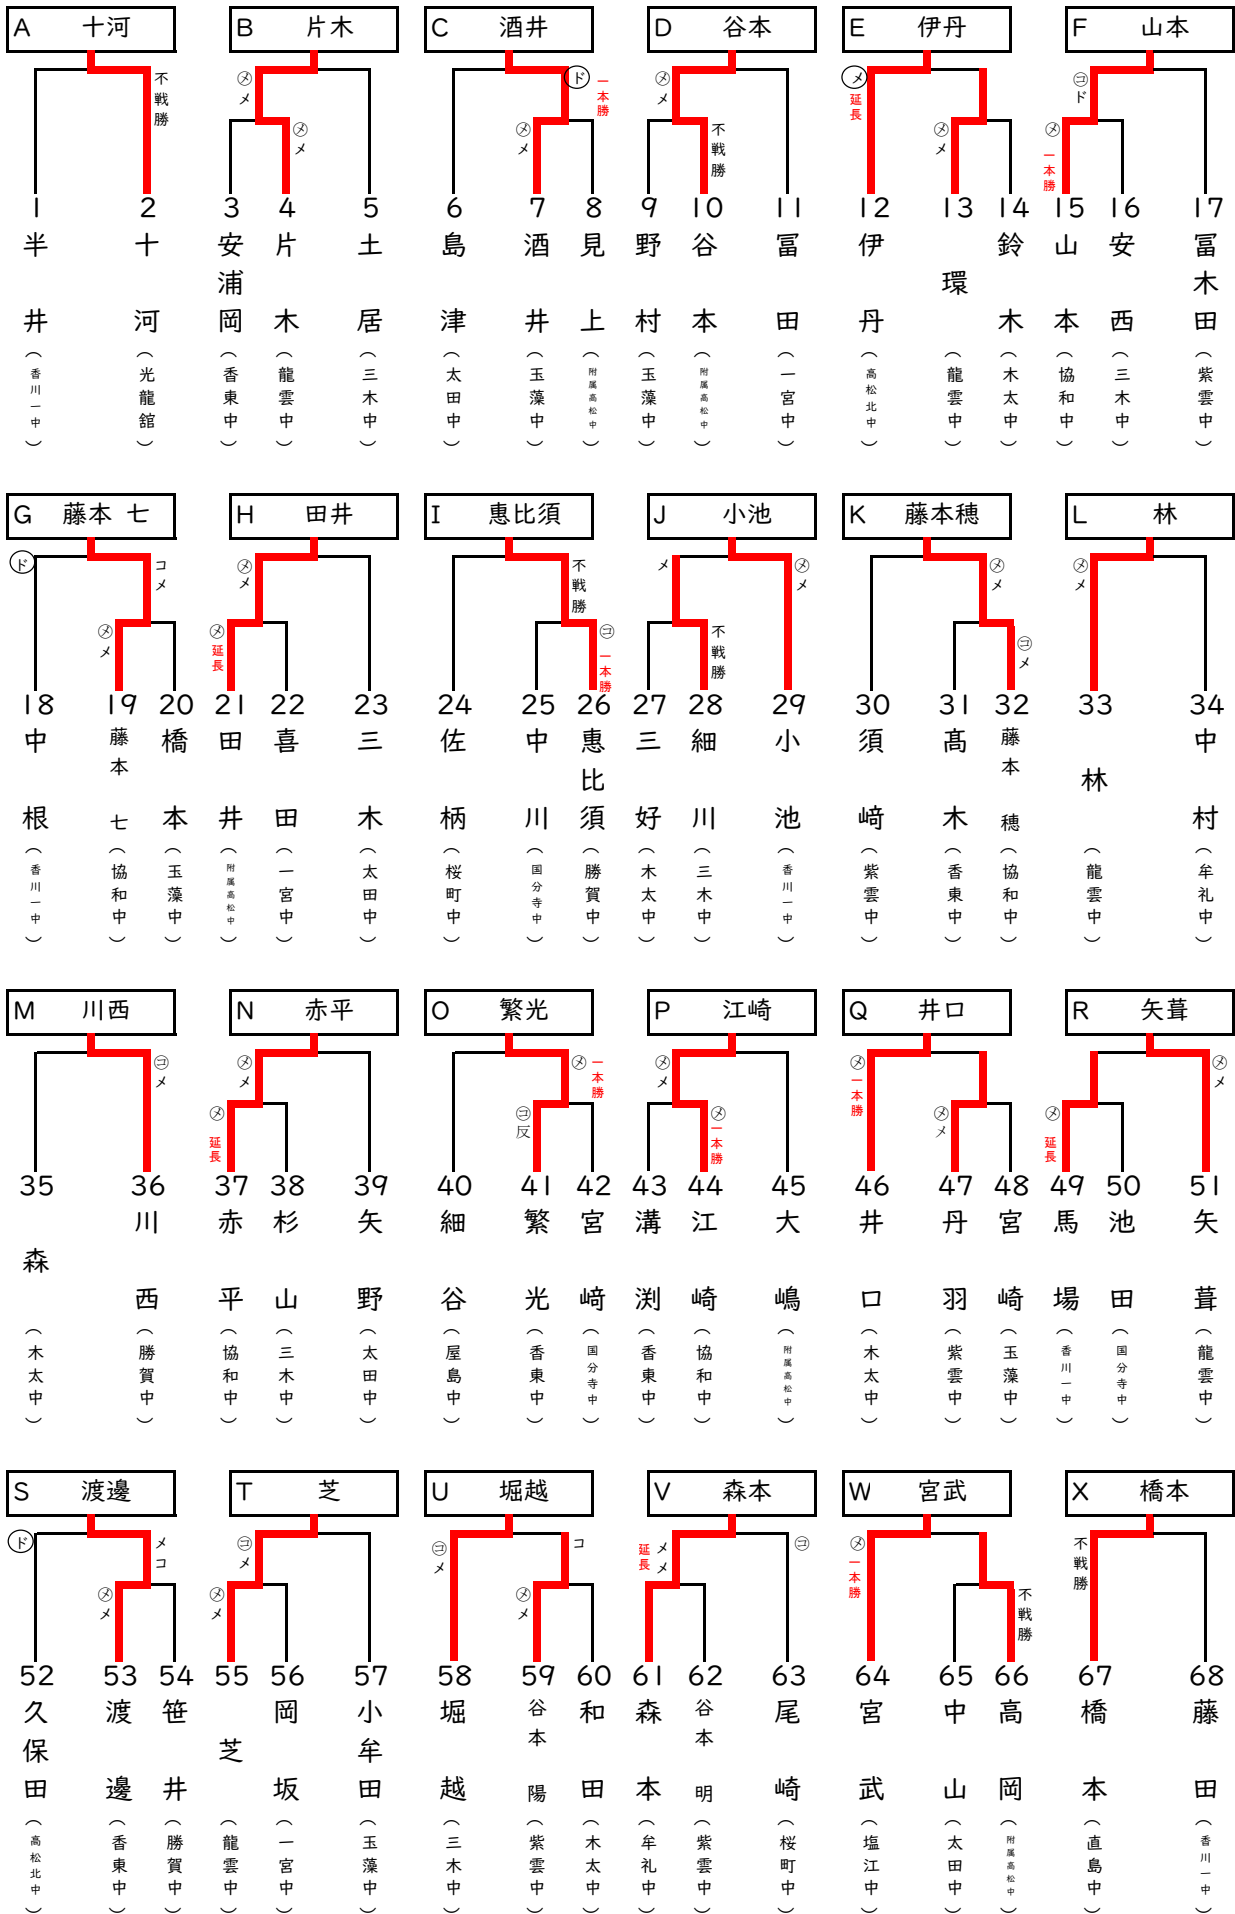 A 十河
B 片木
C 酒井
D 谷本
E 伊丹
F 山本
不戦勝
㋱メ
㋱メ
ド 一本勝
㋱メ
㋱メ
不戦勝
メ 延長
㋱メ
㋙ド
㋱ 一本勝
1 半井（香川一中）
2 十河（光龍舘）
3 安浦岡（香東中）
4 片木（龍雲中）
5 土居（三木中）
6 島津（太田中）
7 酒井（玉藻中）
8 見上（附属高松中）
9 野村（玉藻中）
10 谷本（附属高松中）
11 冨田（一宮中）
12 伊丹（高松北中）
13 環（龍雲中）
14 鈴木（木太中）
15 山本（協和中）
16 安西（三木中）
17 冨木田（紫雲中）
G 藤本 七
H 田井
I 惠比須
J 小池
K 藤本穂
L 林
ド
コメ
㋱メ
㋱メ
㋱ 延長
不戦勝
㋙ 一本勝
メ
不戦勝
㋱メ
㋱メ
㋙メ
㋱メ
18 中根（香川一中）
19 藤本 七（協和中）
20 橋本（玉藻中）
21 田井（附属高松中）
22 喜田（一宮中）
23 三木（太田中）
24 佐柄（桜町中）
25 中川（国分寺中）
26 惠比須（勝賀中）
27 三好（木太中）
28 細川（三木中）
29 小池（香川一中）
30 須﨑（紫雲中）
31 髙木（香東中）
32 藤本 穂（協和中）
33 林（龍雲中）
34 中村（牟礼中）
M 川西
N 赤平
O 繁光
P 江崎
Q 井口
R 矢葺
㋙メ
㋱メ
㋱ 延長
㋱ 一本勝
㋙反
㋱メ
㋱ 一本勝
㋱ 一本勝
㋱メ
㋱ 延長
㋱メ
35 森（木太中）
36 川西（勝賀中）
37 赤平（協和中）
38 杉山（三木中）
39 矢野（太田中）
40 細谷（屋島中）
41 繁光（香東中）
42 宮﨑（国分寺中）
43 溝渕（香東中）
44 江崎（協和中）
45 大嶋（附属高松中）
46 井口（木太中）
47 丹羽（紫雲中）
48 宮崎（玉藻中）
49 馬場（香川一中）
50 池田（国分寺中）
51 矢葺（龍雲中）
S 渡邊
T 芝
U 堀越
V 森本
W 宮武
X 橋本
ド
メコ
㋱メ
㋙メ
㋱メ
㋙メ
コ
㋱メ
延長 メメ
㋙
㋱ 一本勝
不戦勝
不戦勝
52 久保田（高松北中）
53 渡邊（香東中）
54 笹井（勝賀中）
55 芝（龍雲中）
56 岡坂（一宮中）
57 小牟田（玉藻中）
58 堀越（三木中）
59 谷本 陽（紫雲中）
60 和田（木太中）
61 森本（牟礼中）
62 谷本 明（紫雲中）
63 尾崎（桜町中）
64 宮武（塩江中）
65 中山（太田中）
66 高岡（附属高松中）
67 橋本（直島中）
68 藤田（香川一中）